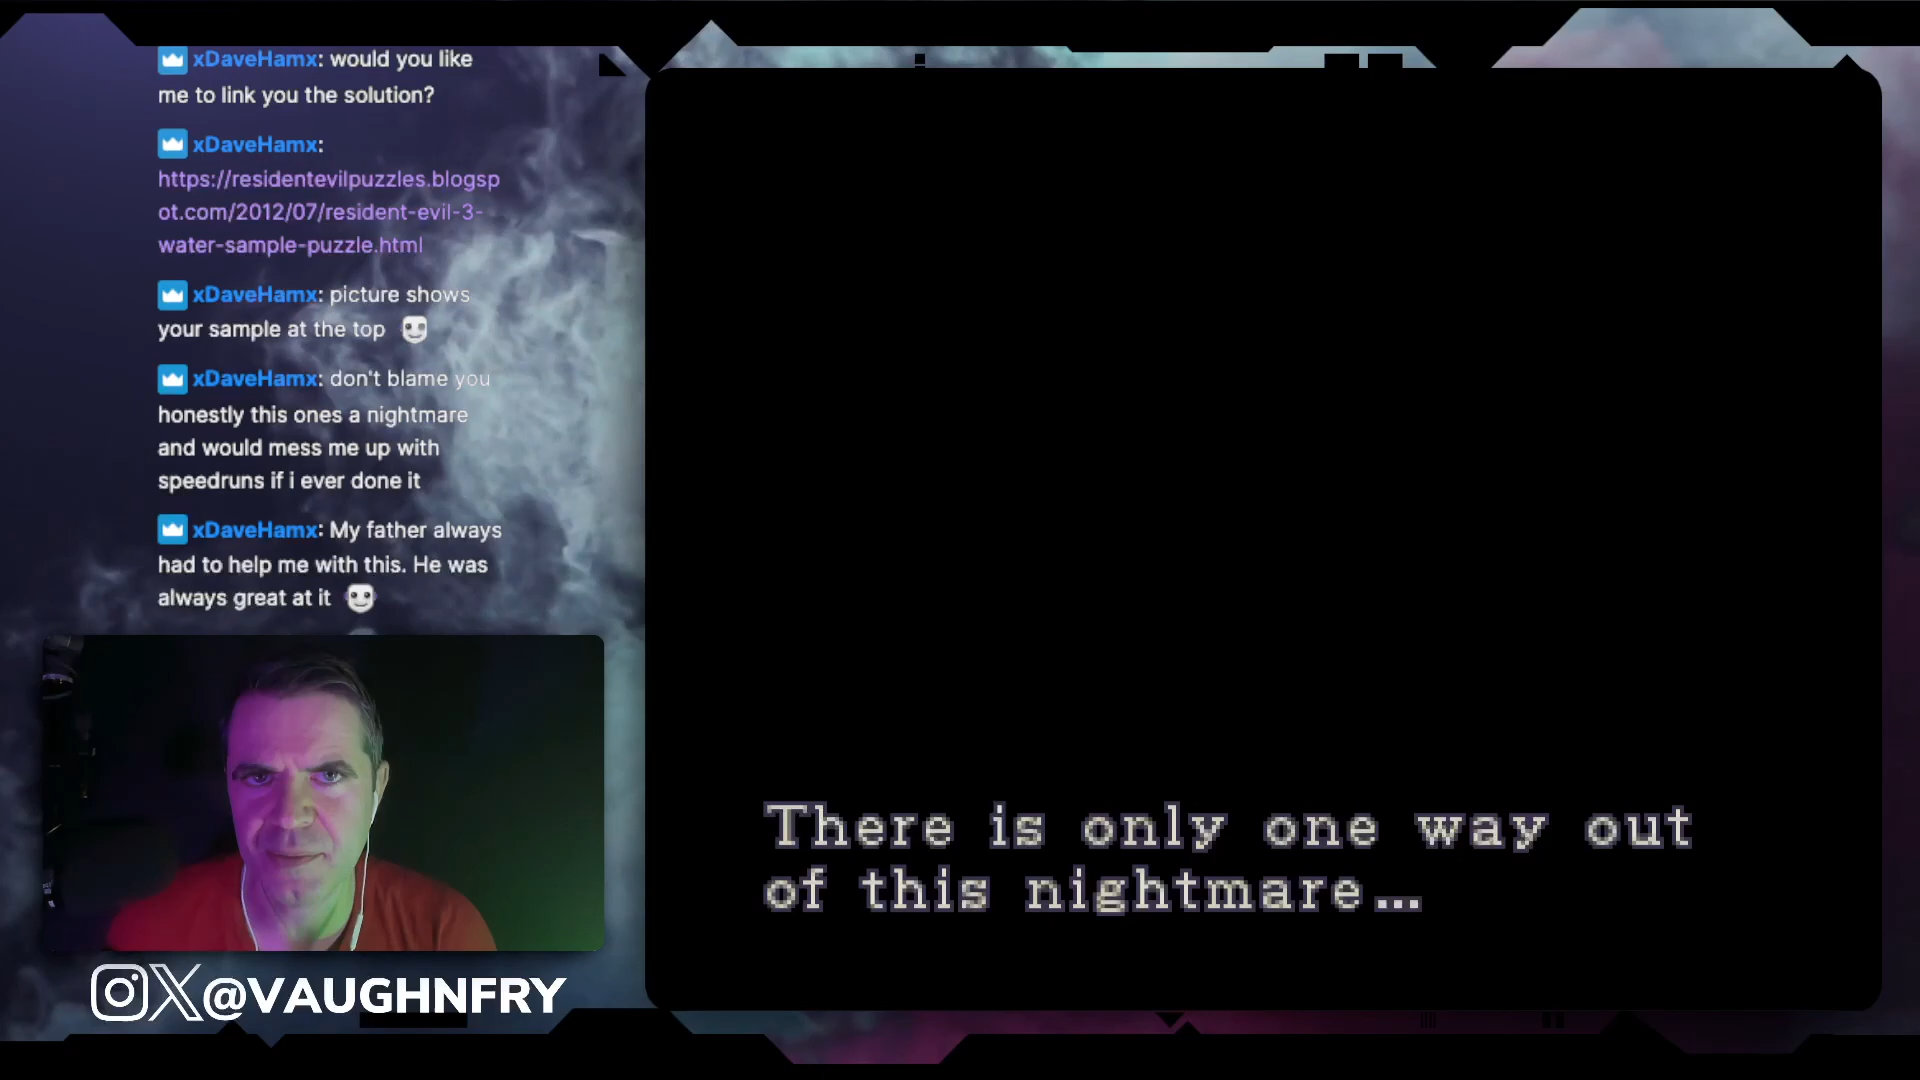 xDaveHamx: would you like
me to link you the solution?
xDaveHamx:
https://residentevilpuzzles.blogsp
ot.com/2012/07/resident-evil-3-
water-sample-puzzle.html
xDaveHamx: picture shows
your sample at the top
xDaveHamx: don't blame you
honestly this ones a nightmare
and would mess me up with
speedruns if i ever done it
xDaveHamx: My father always
had to help me with this. He was
always great at it
@VAUGHNFRY
There is only one way out
of this nightmare...